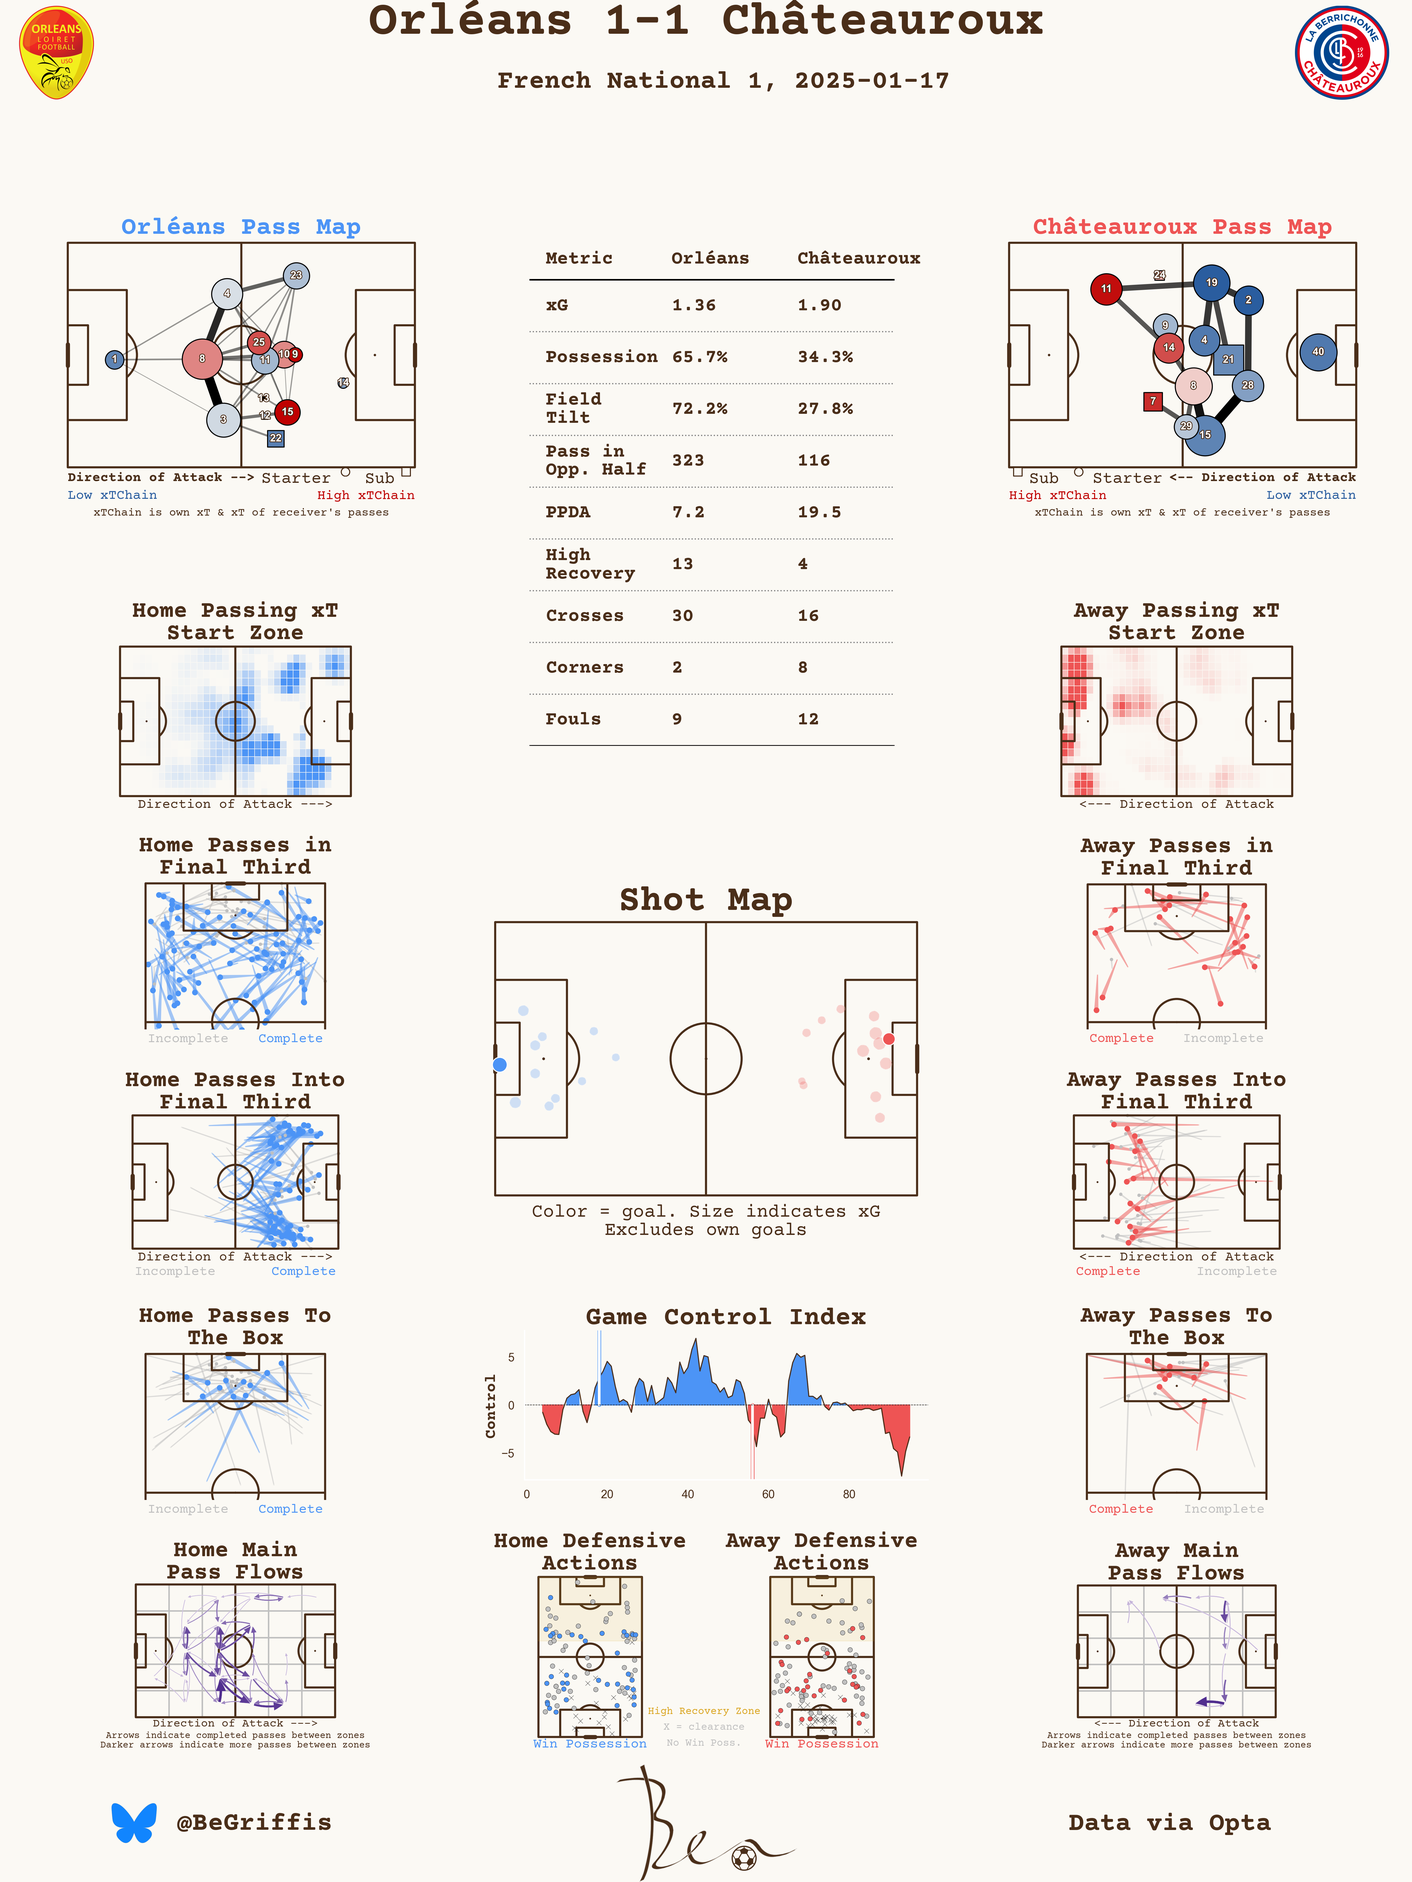 Orléans 1-1 Châteauroux
French National 1, 2025-01-17
ORLEANS
LOIRET
FOOTBALL
USO
LA BERRICHONNE
19
16
CHÂTEAUROUX
Orléans Pass Map
1
4
23
8
25
11
10
9
14
13
12
15
3
22
Direction of Attack --> Starter Sub
Low xTChain High xTChain
xTChain is own xT & xT of receiver's passes
Metric Orléans Châteauroux
xG 1.36 1.90
Possession 65.7% 34.3%
Field
Tilt 72.2% 27.8%
Pass in
Opp. Half 323 116
PPDA 7.2 19.5
High
Recovery 13 4
Crosses 30 16
Corners 2 8
Fouls 9 12
Châteauroux Pass Map
24
11
19
2
9
14
4
21
40
8
28
7
29
15
Sub Starter <-- Direction of Attack
High xTChain Low xTChain
xTChain is own xT & xT of receiver's passes
Home Passing xT
Start Zone
Direction of Attack --->
Away Passing xT
Start Zone
<--- Direction of Attack
Home Passes in
Final Third
Incomplete Complete
Away Passes in
Final Third
Complete Incomplete
Shot Map
Color = goal. Size indicates xG
Excludes own goals
Home Passes Into
Final Third
Direction of Attack --->
Incomplete Complete
Away Passes Into
Final Third
<--- Direction of Attack
Complete Incomplete
Home Passes To
The Box
Incomplete Complete
Game Control Index
Control
5
0
−5
0 20 40 60 80
Away Passes To
The Box
Complete Incomplete
Home Main
Pass Flows
Direction of Attack --->
Arrows indicate completed passes between zones
Darker arrows indicate more passes between zones
Home Defensive
Actions
Win Possession
Away Defensive
Actions
Win Possession
High Recovery Zone
X = clearance
No Win Poss.
Away Main
Pass Flows
<--- Direction of Attack
Arrows indicate completed passes between zones
Darker arrows indicate more passes between zones
@BeGriffis
Ben
Data via Opta